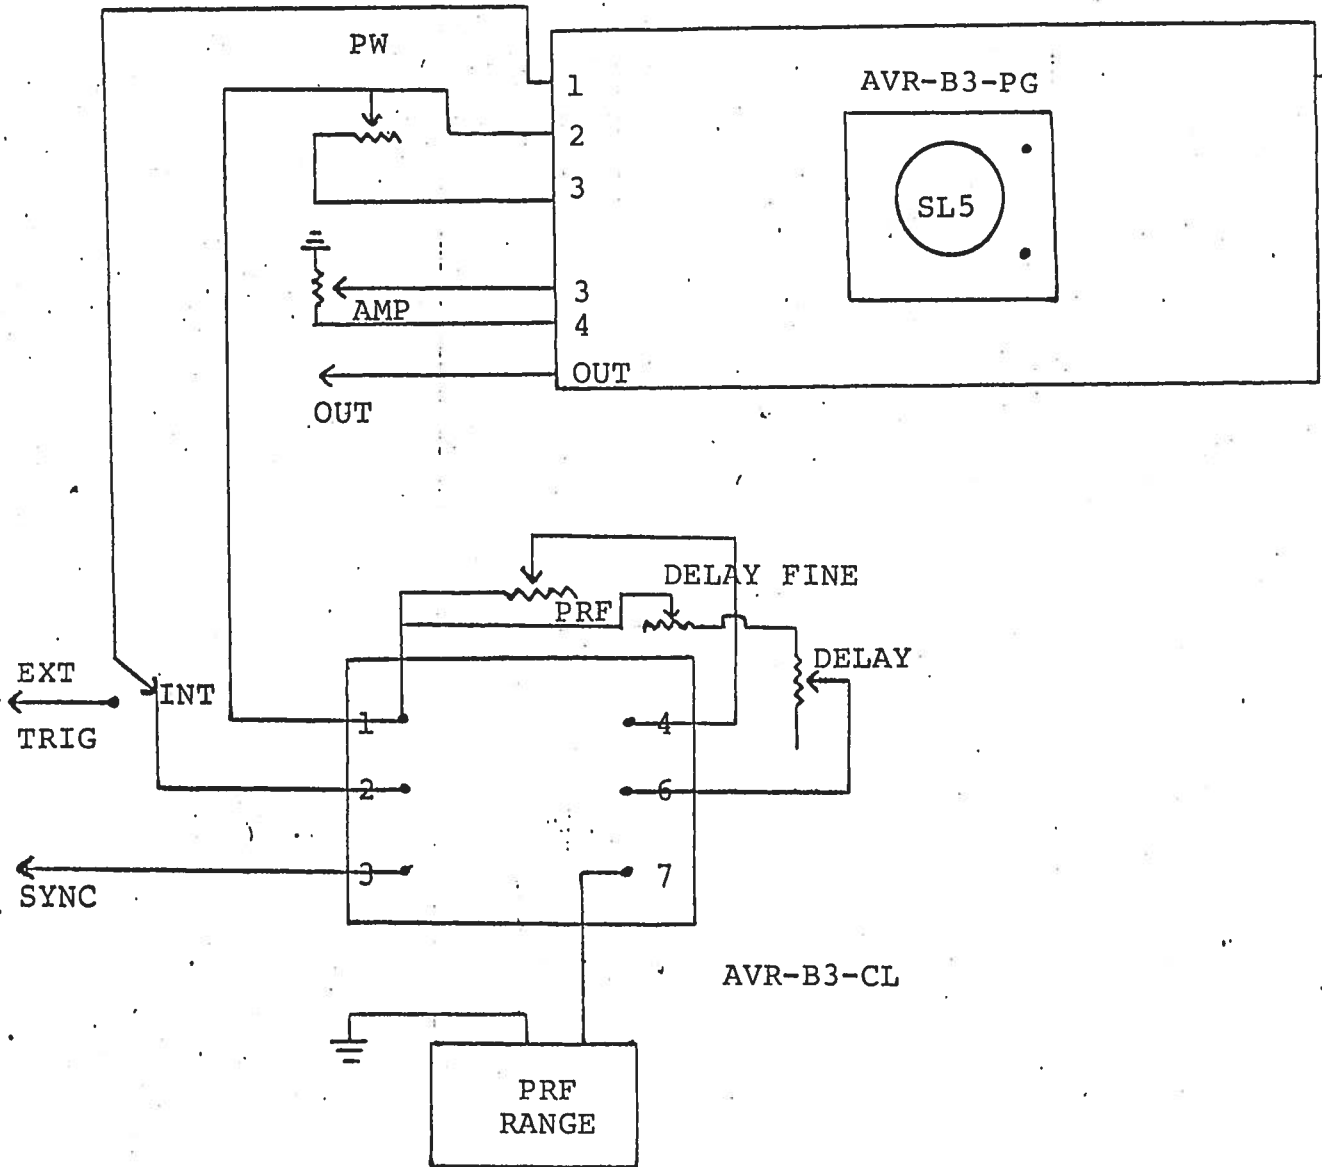 PW
1
AVR-B3-PG
2
3
SL5
3
AMP
4
OUT
OUT
DELAY FINE
PRF
DELAY
EXT
INT
TRIG
1
4
2
6
3
7
SYNC
AVR-B3-CL
PRF
RANGE